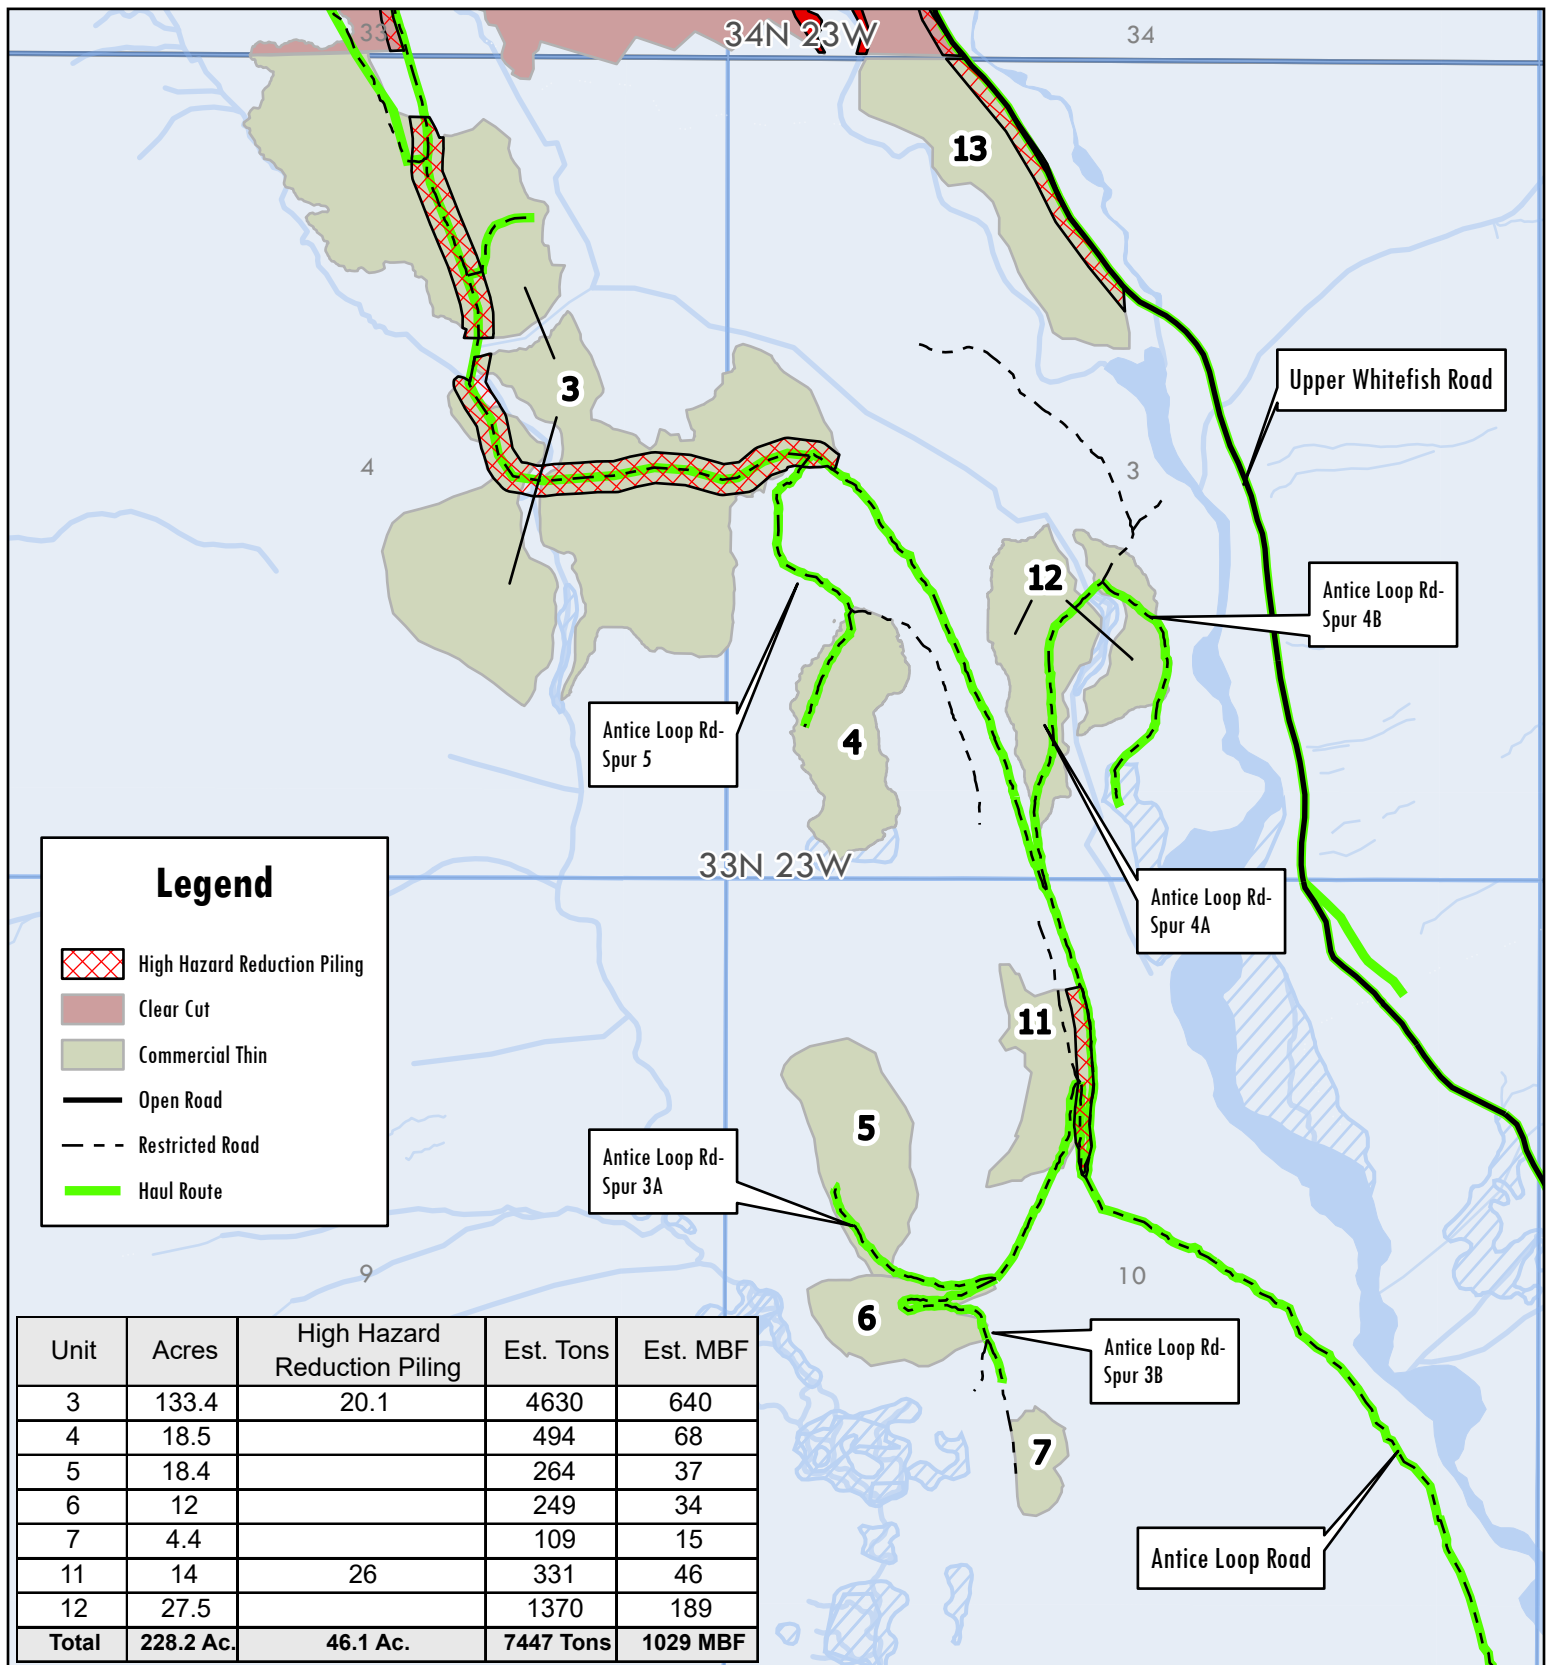 33
34N 23W
34
13
Upper Whitefish Road
3
4
3
12
Antice Loop Rd-
Spur 4B
Antice Loop Rd-
Spur 5
4
33N 23W
Antice Loop Rd-
Spur 4A
Legend
High Hazard Reduction Piling
Clear Cut
Commercial Thin
Open Road
Restricted Road
Haul Route
11
5
Antice Loop Rd-
Spur 3A
9
10
6
Antice Loop Rd-
Spur 3B
7
Antice Loop Road
Unit Acres High Hazard Reduction Piling Est. Tons Est. MBF
3 133.4 20.1 4630 640
4 18.5 494 68
5 18.4 264 37
6 12 249 34
7 4.4 109 15
11 14 26 331 46
12 27.5 1370 189
Total 228.2 Ac. 46.1 Ac. 7447 Tons 1029 MBF